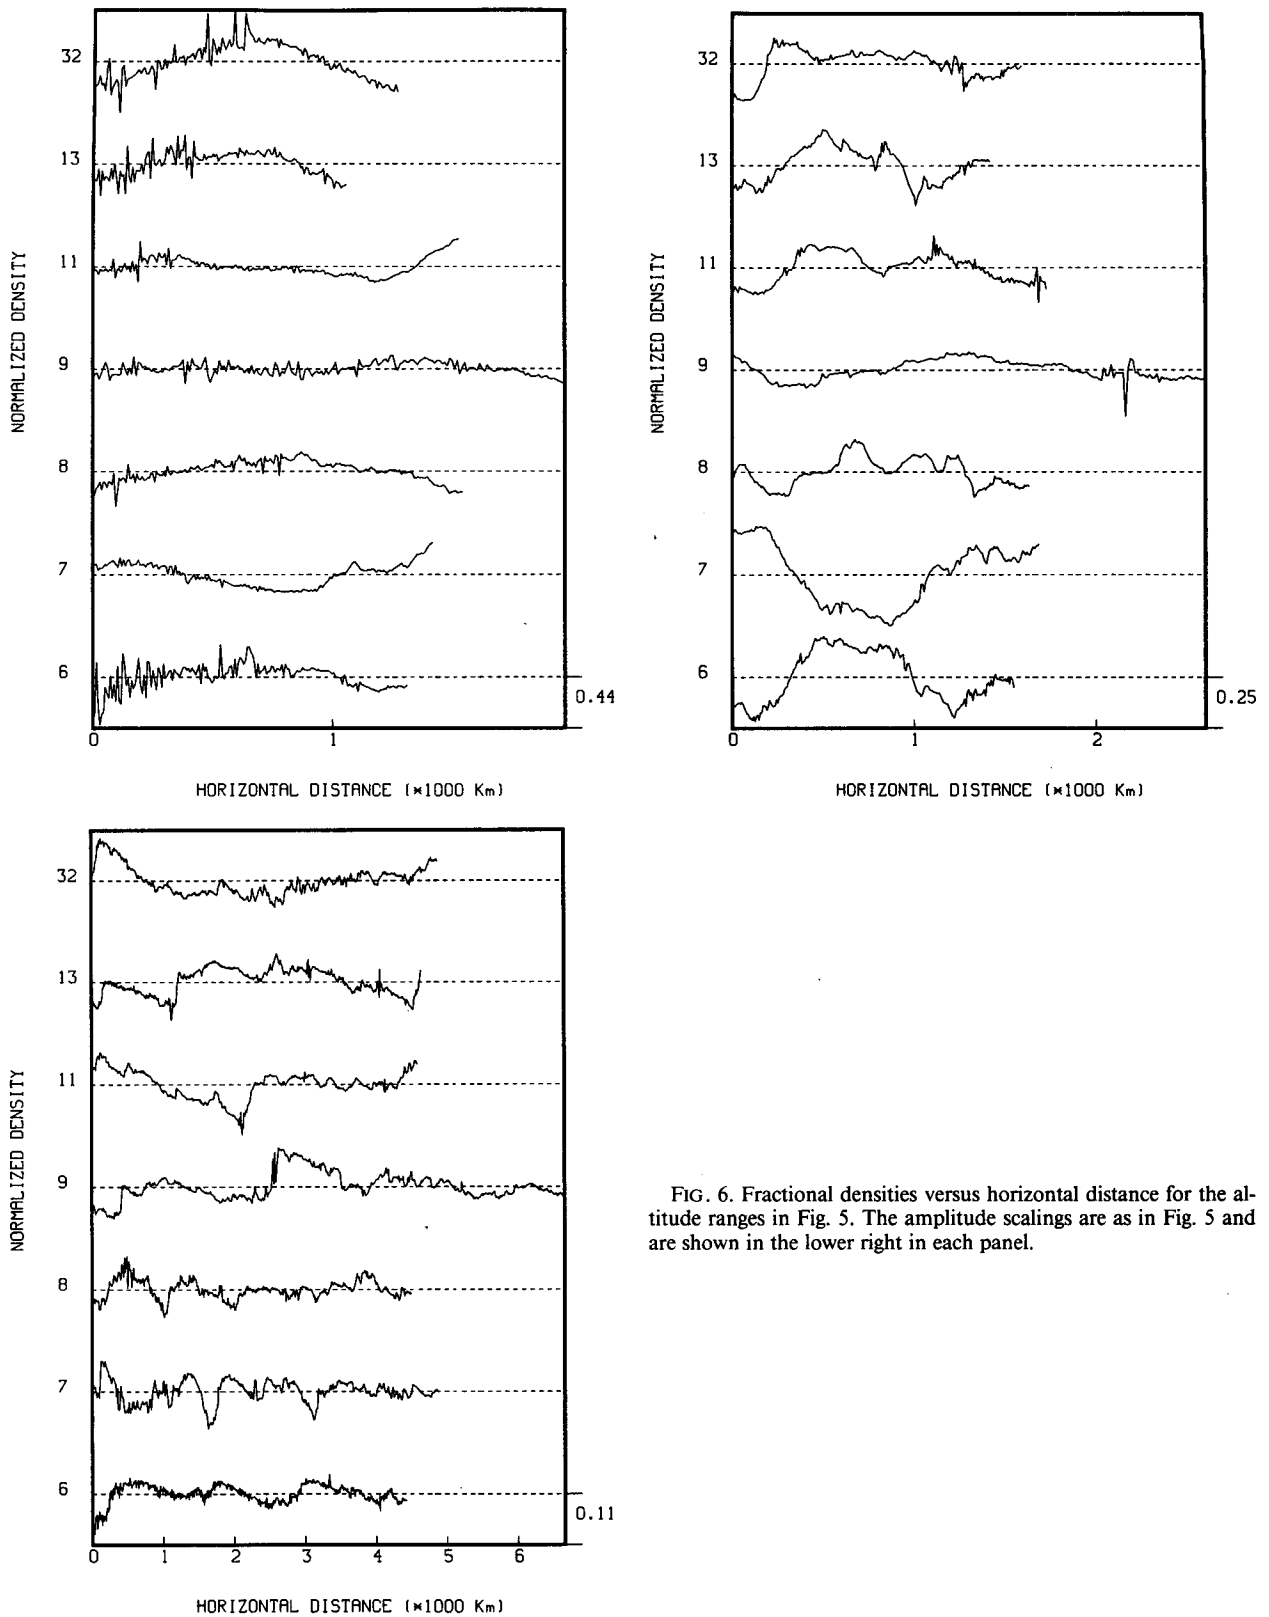 NORMALIZED DENSITY
32
13
11
9
8
7
6
0.44
0 1
HORIZONTAL DISTANCE (*1000 Km)
NORMALIZED DENSITY
32
13
11
9
8
7
6
0.25
0 1 2
HORIZONTAL DISTANCE (*1000 Km)
NORMALIZED DENSITY
32
13
11
9
8
7
6
0.11
0 1 2 3 4 5 6
HORIZONTAL DISTANCE (*1000 Km)
FIG. 6. Fractional densities versus horizontal distance for the al-
titude ranges in Fig. 5. The amplitude scalings are as in Fig. 5 and
are shown in the lower right in each panel.